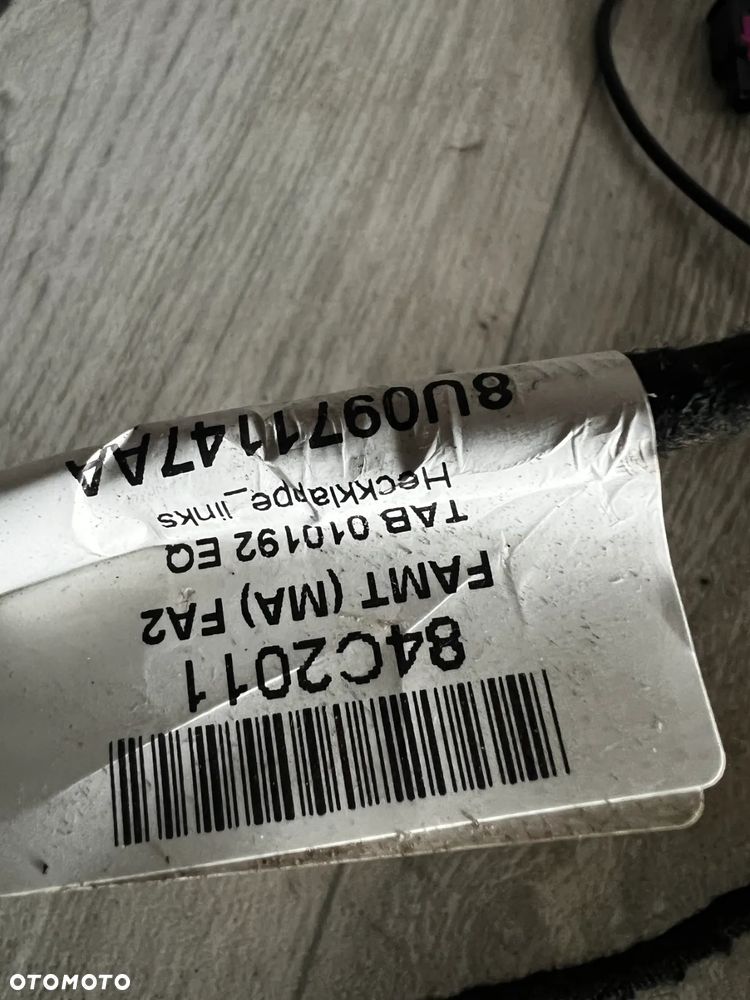 8U0971147AA
Heckklappe_links
TAB 010192 EQ
FAMT (MA) FA2
84C2011
OTOMOTO